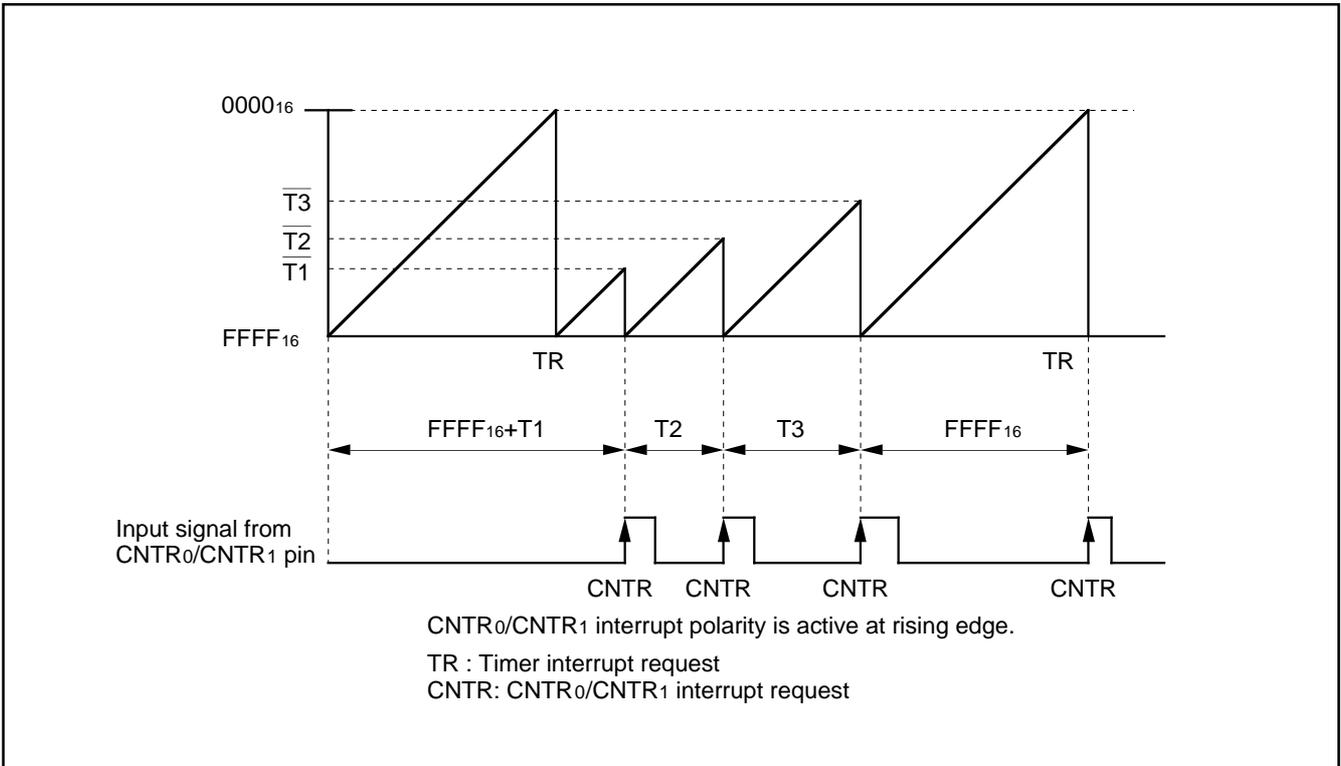 0000₁₆
T3
T2
T1
FFFF₁₆
TR
TR
FFFF₁₆+T1
T2
T3
FFFF₁₆
Input signal from
CNTR₀/CNTR₁ pin
CNTR
CNTR
CNTR
CNTR
CNTR₀/CNTR₁ interrupt polarity is active at rising edge.
TR : Timer interrupt request
CNTR: CNTR₀/CNTR₁ interrupt request